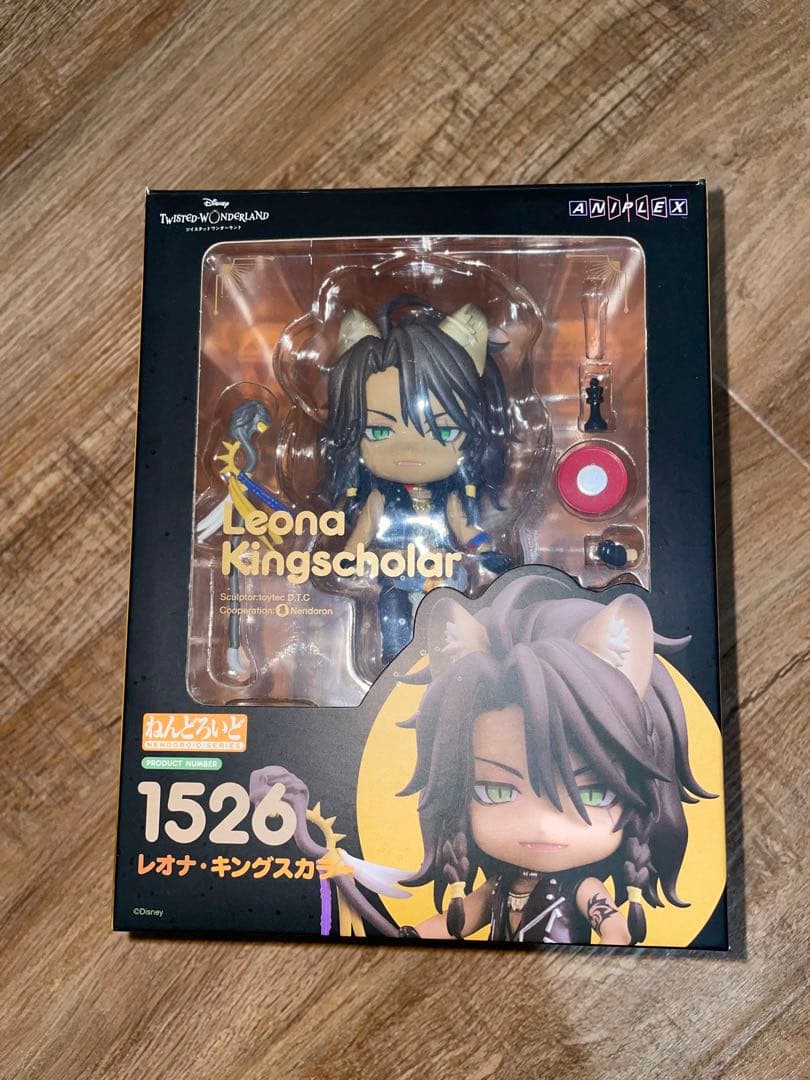 Disney
TWISTED-WONDERLAND
ツイステッドワンダーランド
ANIPLEX
Leona
Kingscholar
Sculptor:toytec D.T.C
Cooperation: Nendoron
ねんどろいど
NENDOROID SERIES
PRODUCT NUMBER
1526
レオナ・キングスカラー
©Disney